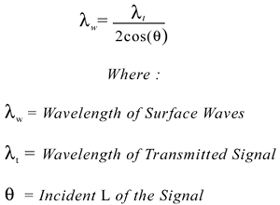 λw = λt / 2cos(θ)
Where :
λw = Wavelength of Surface Waves
λt = Wavelength of Transmitted Signal
θ = Incident L of the Signal